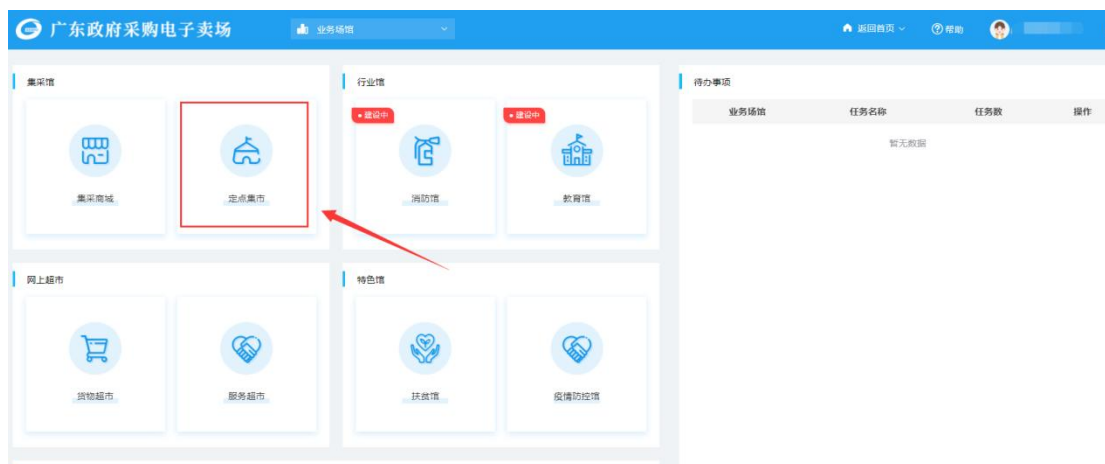 广东政府采购电子卖场
业务场馆
返回首页
帮助
集采馆
集采商城
定点集市
行业馆
• 建设中
消防馆
• 建设中
教育馆
待办事项
业务场馆 任务名称 任务数 操作
暂无数据
网上超市
货物超市
服务超市
特色馆
扶贫馆
疫情防控馆